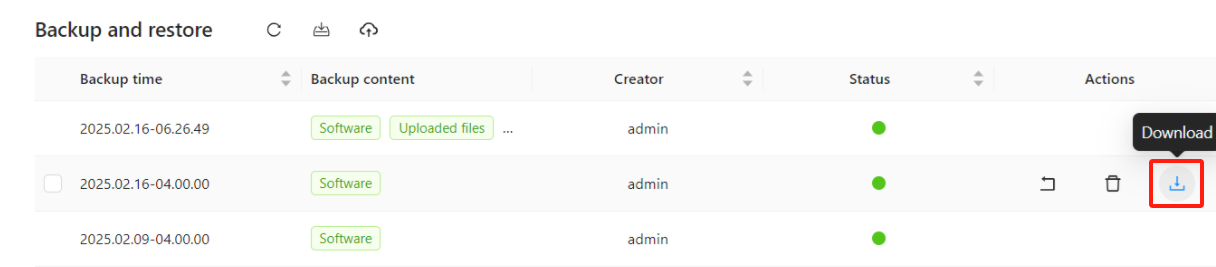 Backup and restore
Backup time Backup content Creator Status Actions
2025.02.16-06.26.49 Software Uploaded files ... admin
Download
2025.02.16-04.00.00 Software admin
2025.02.09-04.00.00 Software admin